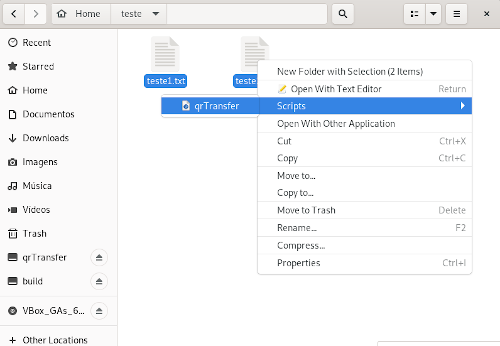 Home teste
Recent
Starred
Home
Documentos
Downloads
Imagens
Música
Vídeos
Trash
qrTransfer
build
VBox_GAs_6...
Other Locations
teste1.txt
teste
qrTransfer
New Folder with Selection (2 Items)
Open With Text Editor Return
Scripts
Open With Other Application
Cut Ctrl+X
Copy Ctrl+C
Move to...
Copy to...
Move to Trash Delete
Rename... F2
Compress...
Properties Ctrl+I